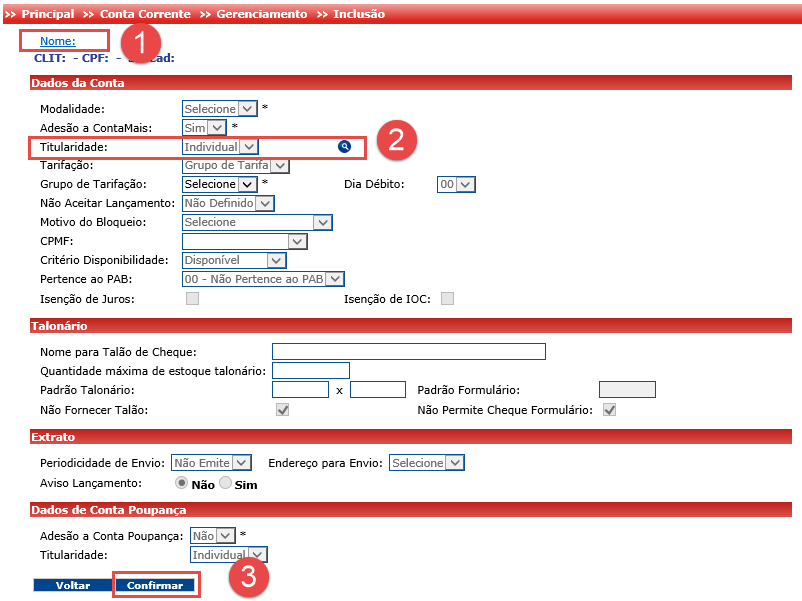 >> Principal >> Conta Corrente >> Gerenciamento >> Inclusão
Nome: 1
CLIT: - CPF: - ad:
Dados da Conta
Modalidade: Selecione *
Adesão a ContaMais: Sim *
Titularidade: Individual 2
Tarifação: Grupo de Tarifa
Grupo de Tarifação: Selecione * Dia Débito: 00
Não Aceitar Lançamento: Não Definido
Motivo do Bloqueio: Selecione
CPMF:
Critério Disponibilidade: Disponível
Pertence ao PAB: 00 - Não Pertence ao PAB
Isenção de Juros: Isenção de IOC:
Talonário
Nome para Talão de Cheque:
Quantidade máxima de estoque talonário:
Padrão Talonário: x Padrão Formulário:
Não Fornecer Talão: Não Permite Cheque Formulário:
Extrato
Periodicidade de Envio: Não Emite Endereço para Envio: Selecione
Aviso Lançamento: Não Sim
Dados de Conta Poupança
Adesão a Conta Poupança: Não *
Titularidade: Individual
Voltar Confirmar 3